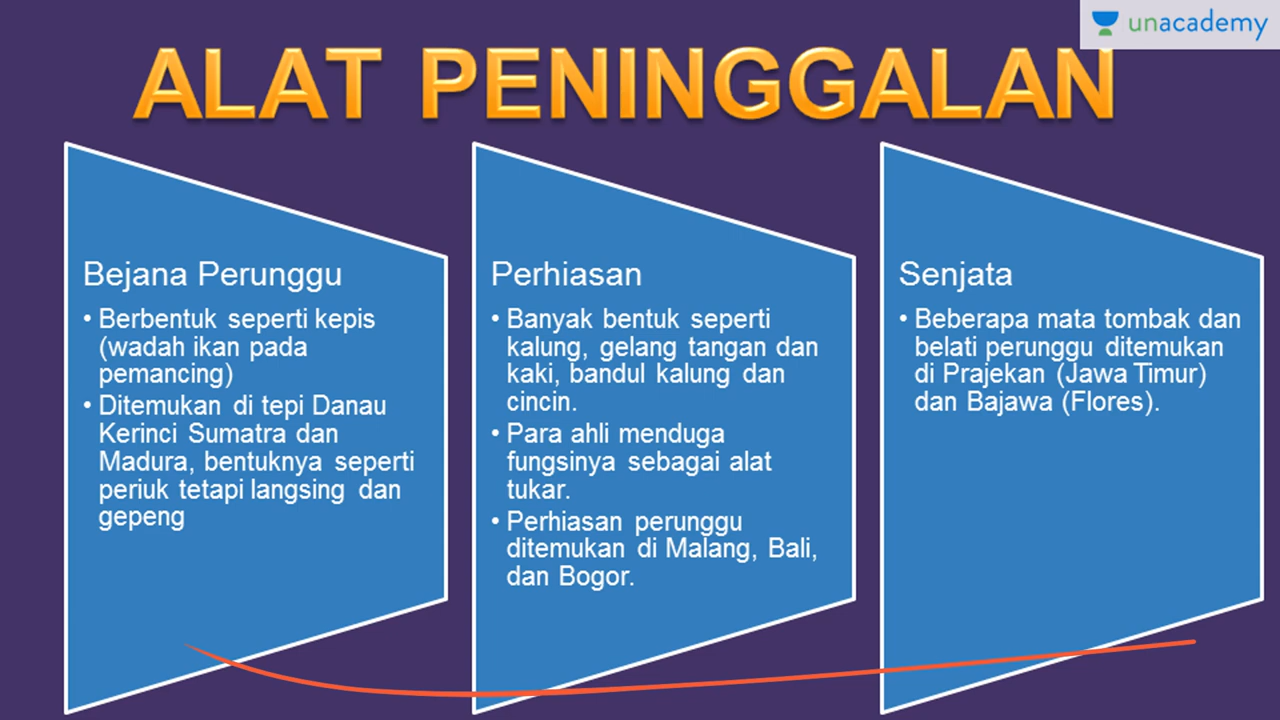 unacademy
ALAT PENINGGALAN
Bejana Perunggu
• Berbentuk seperti kepis
(wadah ikan pada
pemancing)
• Ditemukan di tepi Danau
Kerinci Sumatra dan
Madura, bentuknya seperti
periuk tetapi langsing dan
gepeng
Perhiasan
• Banyak bentuk seperti
kalung, gelang tangan dan
kaki, bandul kalung dan
cincin.
• Para ahli menduga
fungsinya sebagai alat
tukar.
• Perhiasan perunggu
ditemukan di Malang, Bali,
dan Bogor.
Senjata
• Beberapa mata tombak dan
belati perunggu ditemukan
di Prajekan (Jawa Timur)
dan Bajawa (Flores).